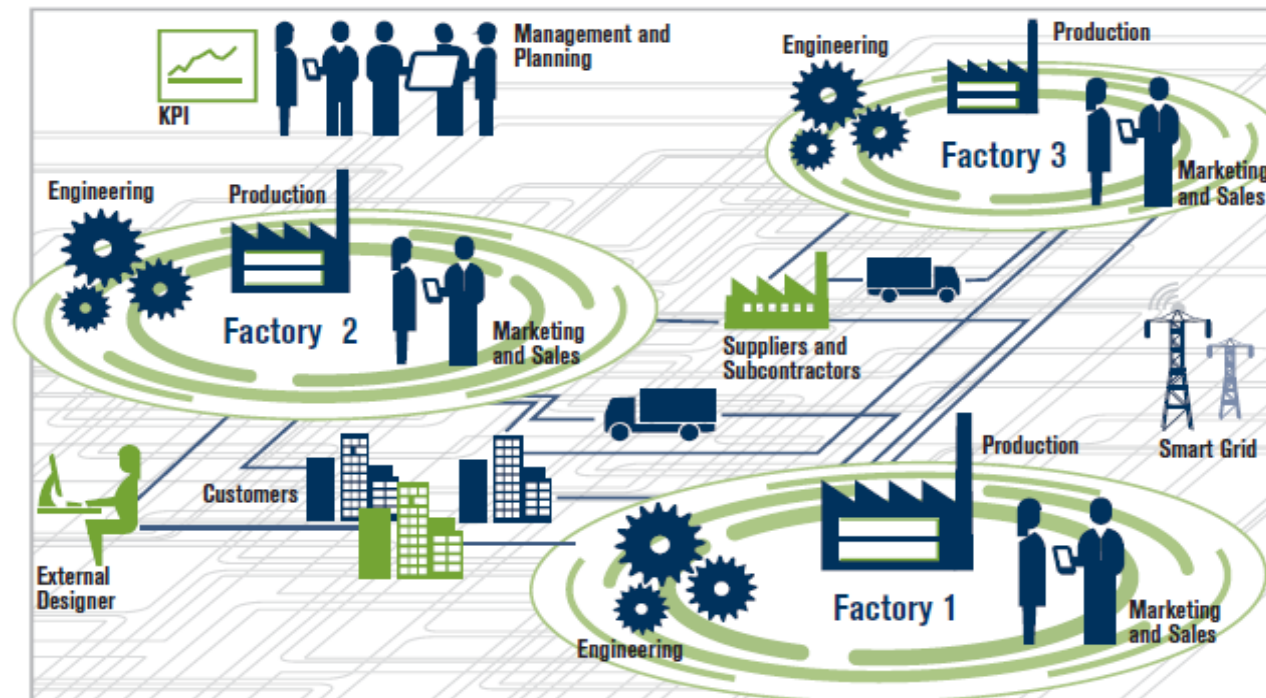 Management and
Planning
KPI
Engineering
Production
Factory 3
Marketing
and Sales
Engineering
Production
Factory 2
Marketing
and Sales
Suppliers and
Subcontractors
Smart Grid
Customers
External
Designer
Production
Factory 1
Engineering
Marketing
and Sales